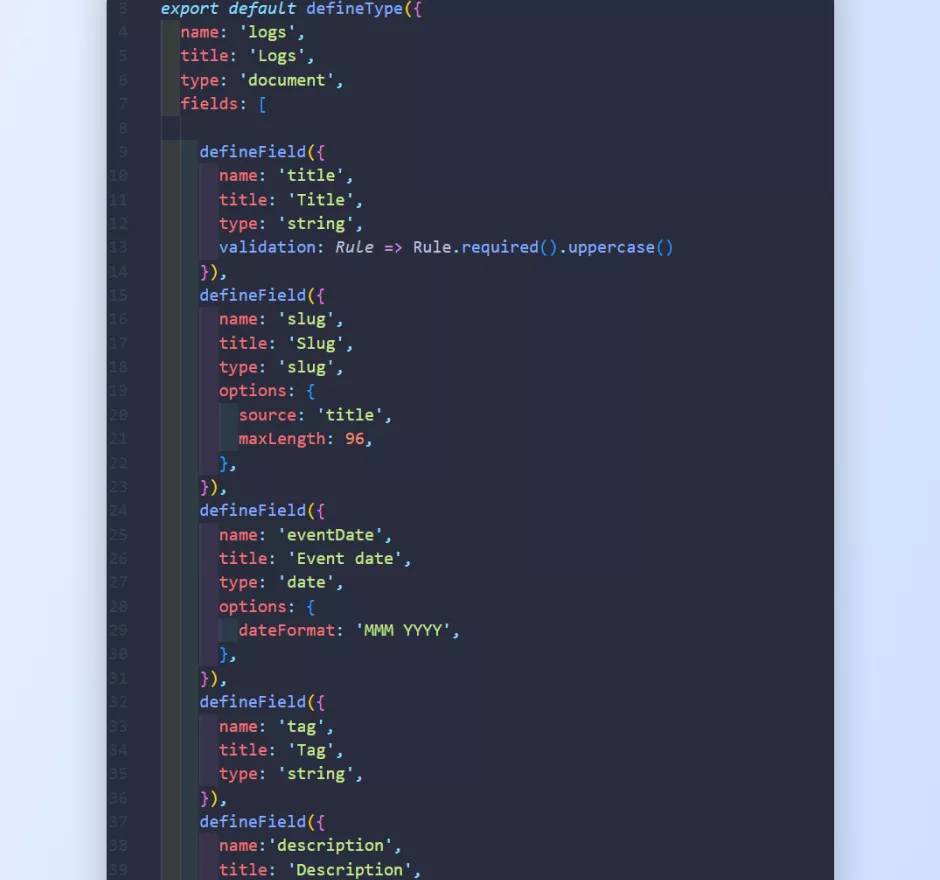 3 export default defineType({
4 name: 'logs',
5 title: 'Logs',
6 type: 'document',
7 fields: [
8
9 defineField({
10 name: 'title',
11 title: 'Title',
12 type: 'string',
13 validation: Rule => Rule.required().uppercase()
14 }),
15 defineField({
16 name: 'slug',
17 title: 'Slug',
18 type: 'slug',
19 options: {
20 source: 'title',
21 maxLength: 96,
22 },
23 }),
24 defineField({
25 name: 'eventDate',
26 title: 'Event date',
27 type: 'date',
28 options: {
29 dateFormat: 'MMM YYYY',
30 },
31 }),
32 defineField({
33 name: 'tag',
34 title: 'Tag',
35 type: 'string',
36 }),
37 defineField({
38 name:'description',
39 title: 'Description',